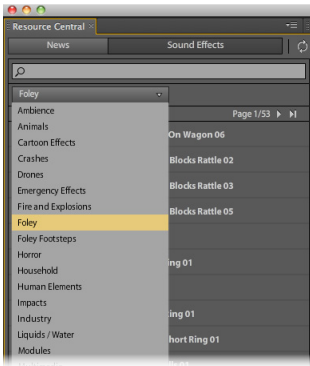 Resource Central ×
News Sound Effects
Foley
Page 1/53
Ambience
Animals
On Wagon 06
Cartoon Effects
Crashes
Blocks Rattle 02
Drones
Emergency Effects
Blocks Rattle 03
Fire and Explosions
Blocks Rattle 05
Foley
Foley Footsteps
Horror
ing 01
Household
Human Elements
Impacts
ing 01
Industry
Liquids / Water
hort Ring 01
Modules